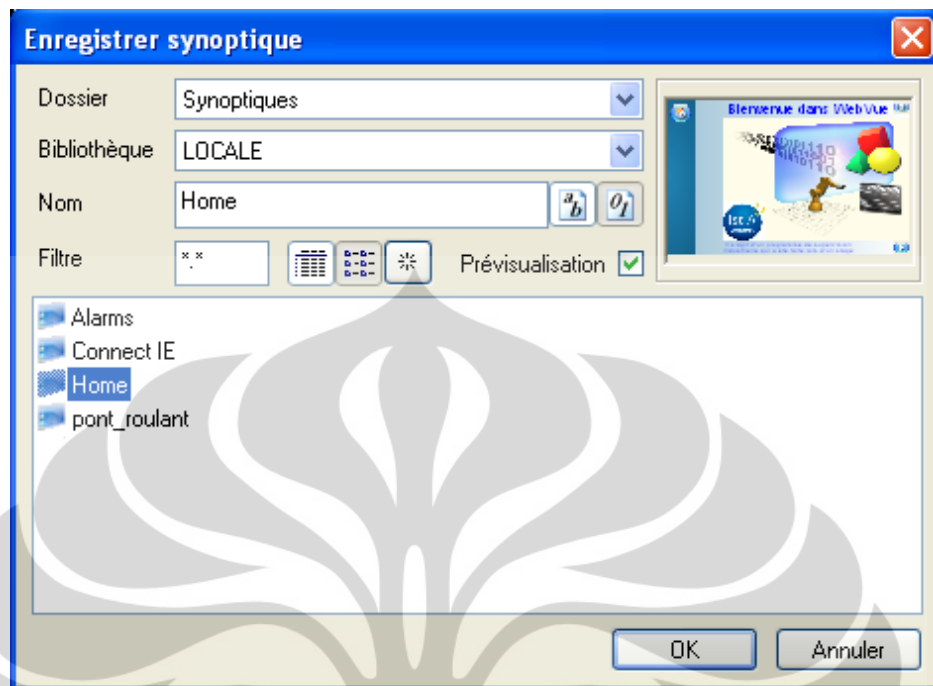 Enregistrer synoptique
Dossier Synoptiques
Bibliothèque LOCALE
Nom Home
Filtre *.* Prévisualisation
Bienvenue dans WebVue
Alarms
Connect IE
Home
pont_roulant
OK Annuler